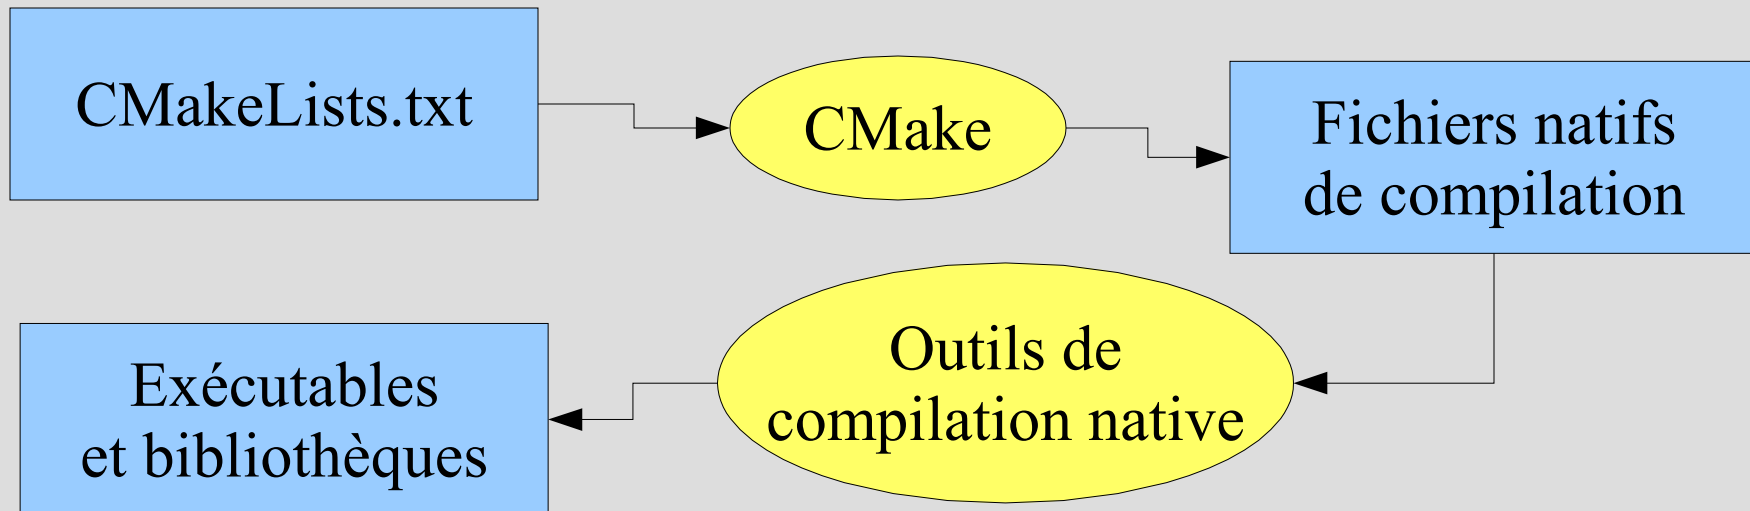 CMakeLists.txt
CMake
Fichiers natifs
de compilation
Outils de
compilation native
Exécutables
et bibliothèques